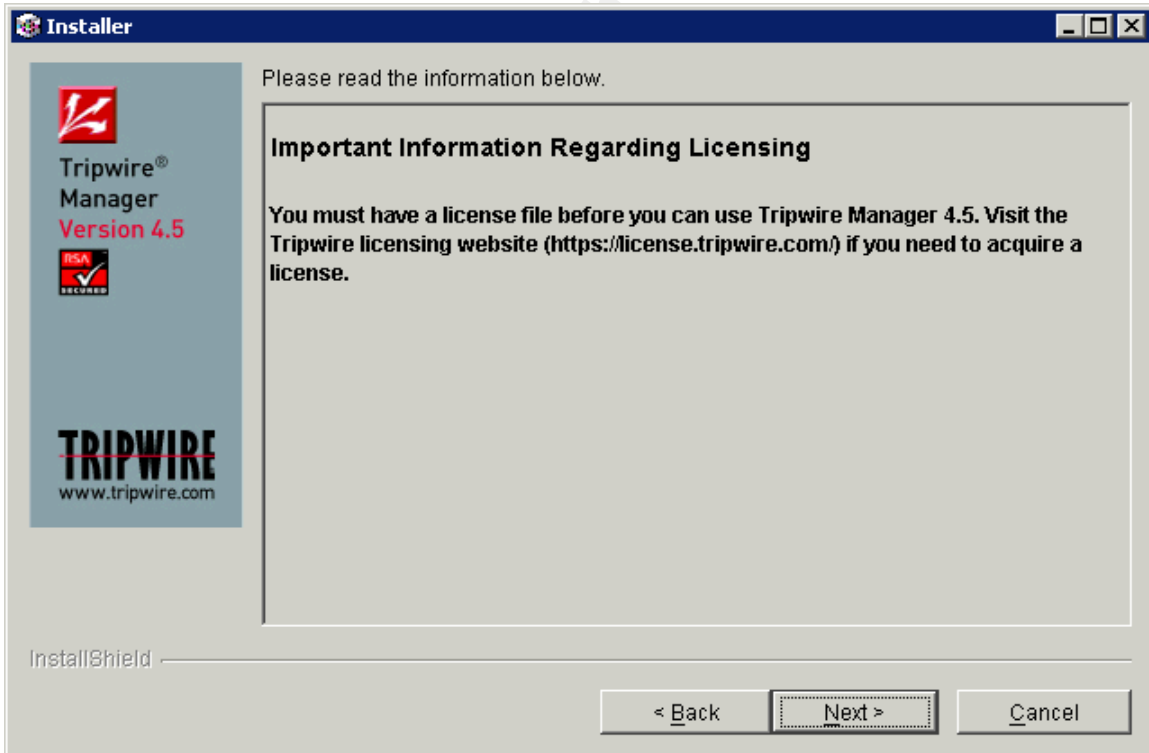 Installer
Please read the information below.
Tripwire®
Manager
Version 4.5
RSA
SECURED
TRIPWIRE
www.tripwire.com
Important Information Regarding Licensing
You must have a license file before you can use Tripwire Manager 4.5. Visit the
Tripwire licensing website (https://license.tripwire.com/) if you need to acquire a
license.
InstallShield
< Back
Next >
Cancel